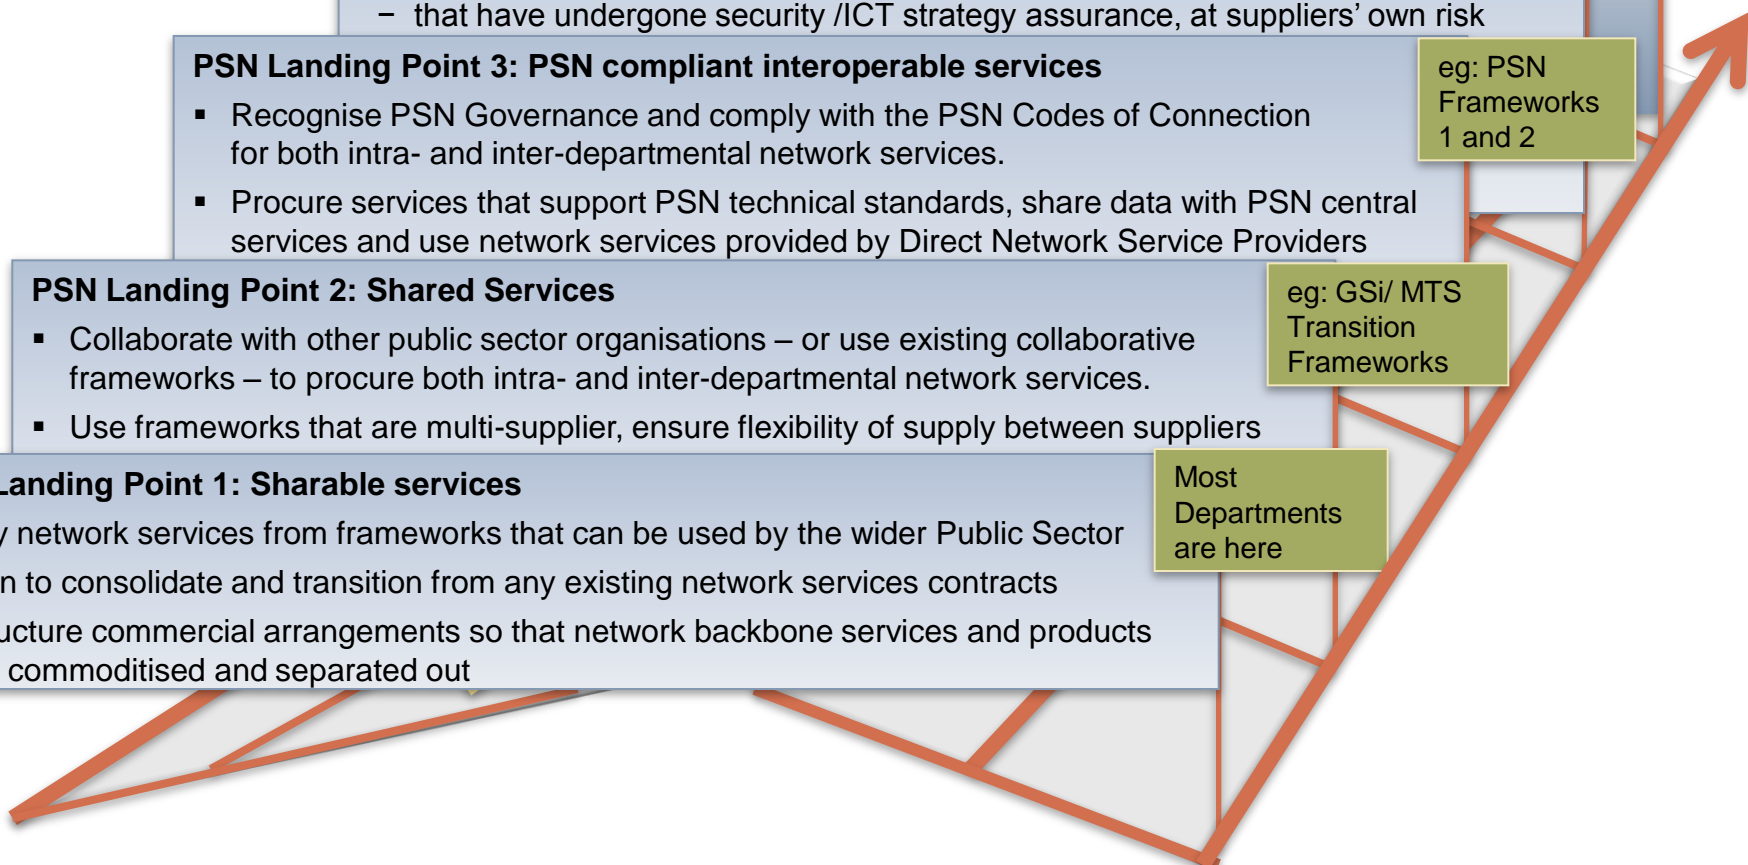 – that have undergone security /ICT strategy assurance, at suppliers' own risk
PSN Landing Point 3: PSN compliant interoperable services
eg: PSN
Frameworks
1 and 2
▪ Recognise PSN Governance and comply with the PSN Codes of Connection
for both intra- and inter-departmental network services.
▪ Procure services that support PSN technical standards, share data with PSN central
services and use network services provided by Direct Network Service Providers
PSN Landing Point 2: Shared Services
eg: GSi/ MTS
Transition
Frameworks
▪ Collaborate with other public sector organisations – or use existing collaborative
frameworks – to procure both intra- and inter-departmental network services.
▪ Use frameworks that are multi-supplier, ensure flexibility of supply between suppliers
Landing Point 1: Sharable services
Most
Departments
are here
network services from frameworks that can be used by the wider Public Sector
to consolidate and transition from any existing network services contracts
commercial arrangements so that network backbone services and products
commoditised and separated out